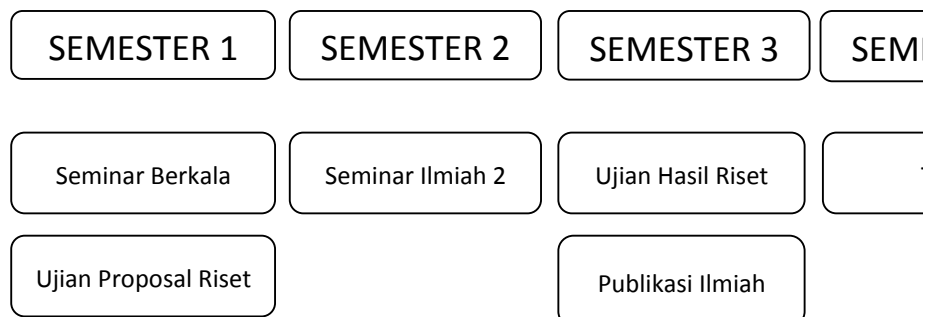 SEMESTER 1
SEMESTER 2
SEMESTER 3
Seminar Berkala
Seminar Ilmiah 2
Ujian Hasil Riset
Ujian Proposal Riset
Publikasi Ilmiah